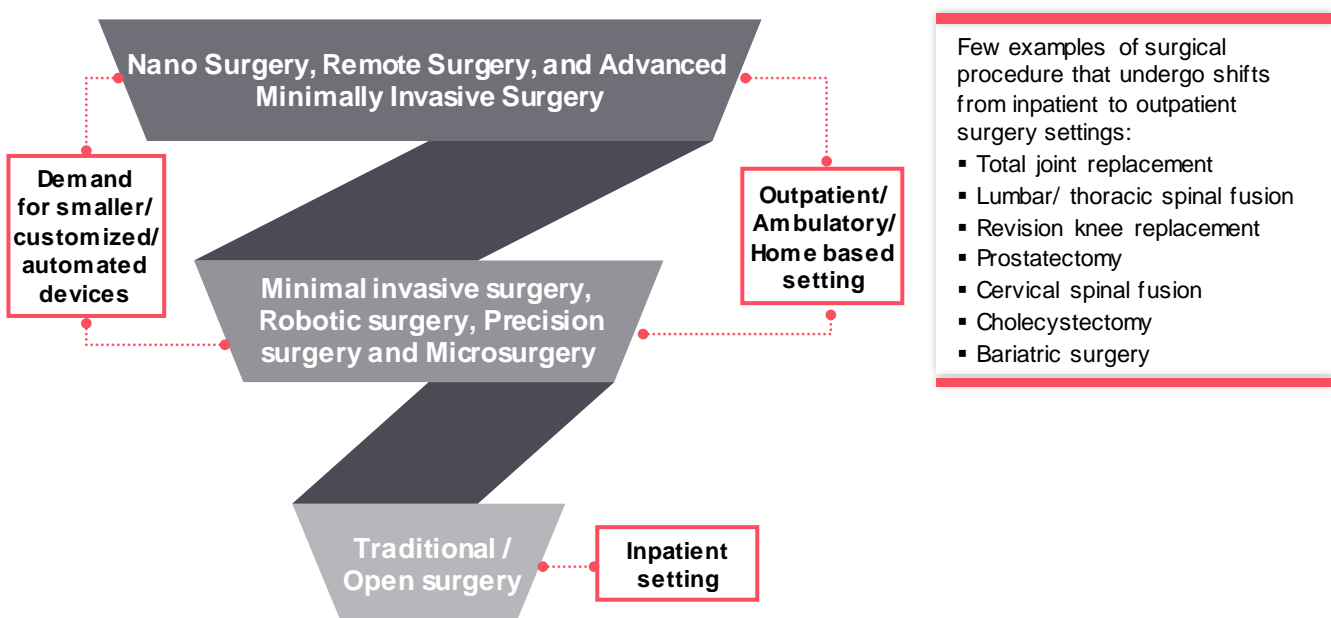 Nano Surgery, Remote Surgery, and Advanced
Minimally Invasive Surgery
Demand
for smaller/
customized/
automated
devices
Outpatient/
Ambulatory/
Home based
setting
Minimal invasive surgery,
Robotic surgery, Precision
surgery and Microsurgery
Traditional /
Open surgery
Inpatient
setting
Few examples of surgical
procedure that undergo shifts
from inpatient to outpatient
surgery settings:
▪ Total joint replacement
▪ Lumbar/ thoracic spinal fusion
▪ Revision knee replacement
▪ Prostatectomy
▪ Cervical spinal fusion
▪ Cholecystectomy
▪ Bariatric surgery